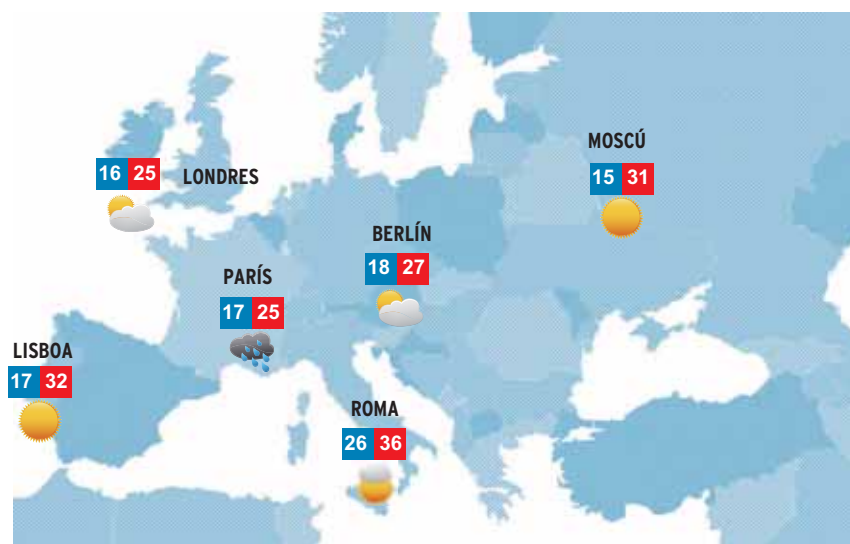 MOSCÚ
15 31
16 25
LONDRES
BERLÍN
18 27
PARÍS
17 25
LISBOA
17 32
ROMA
26 36